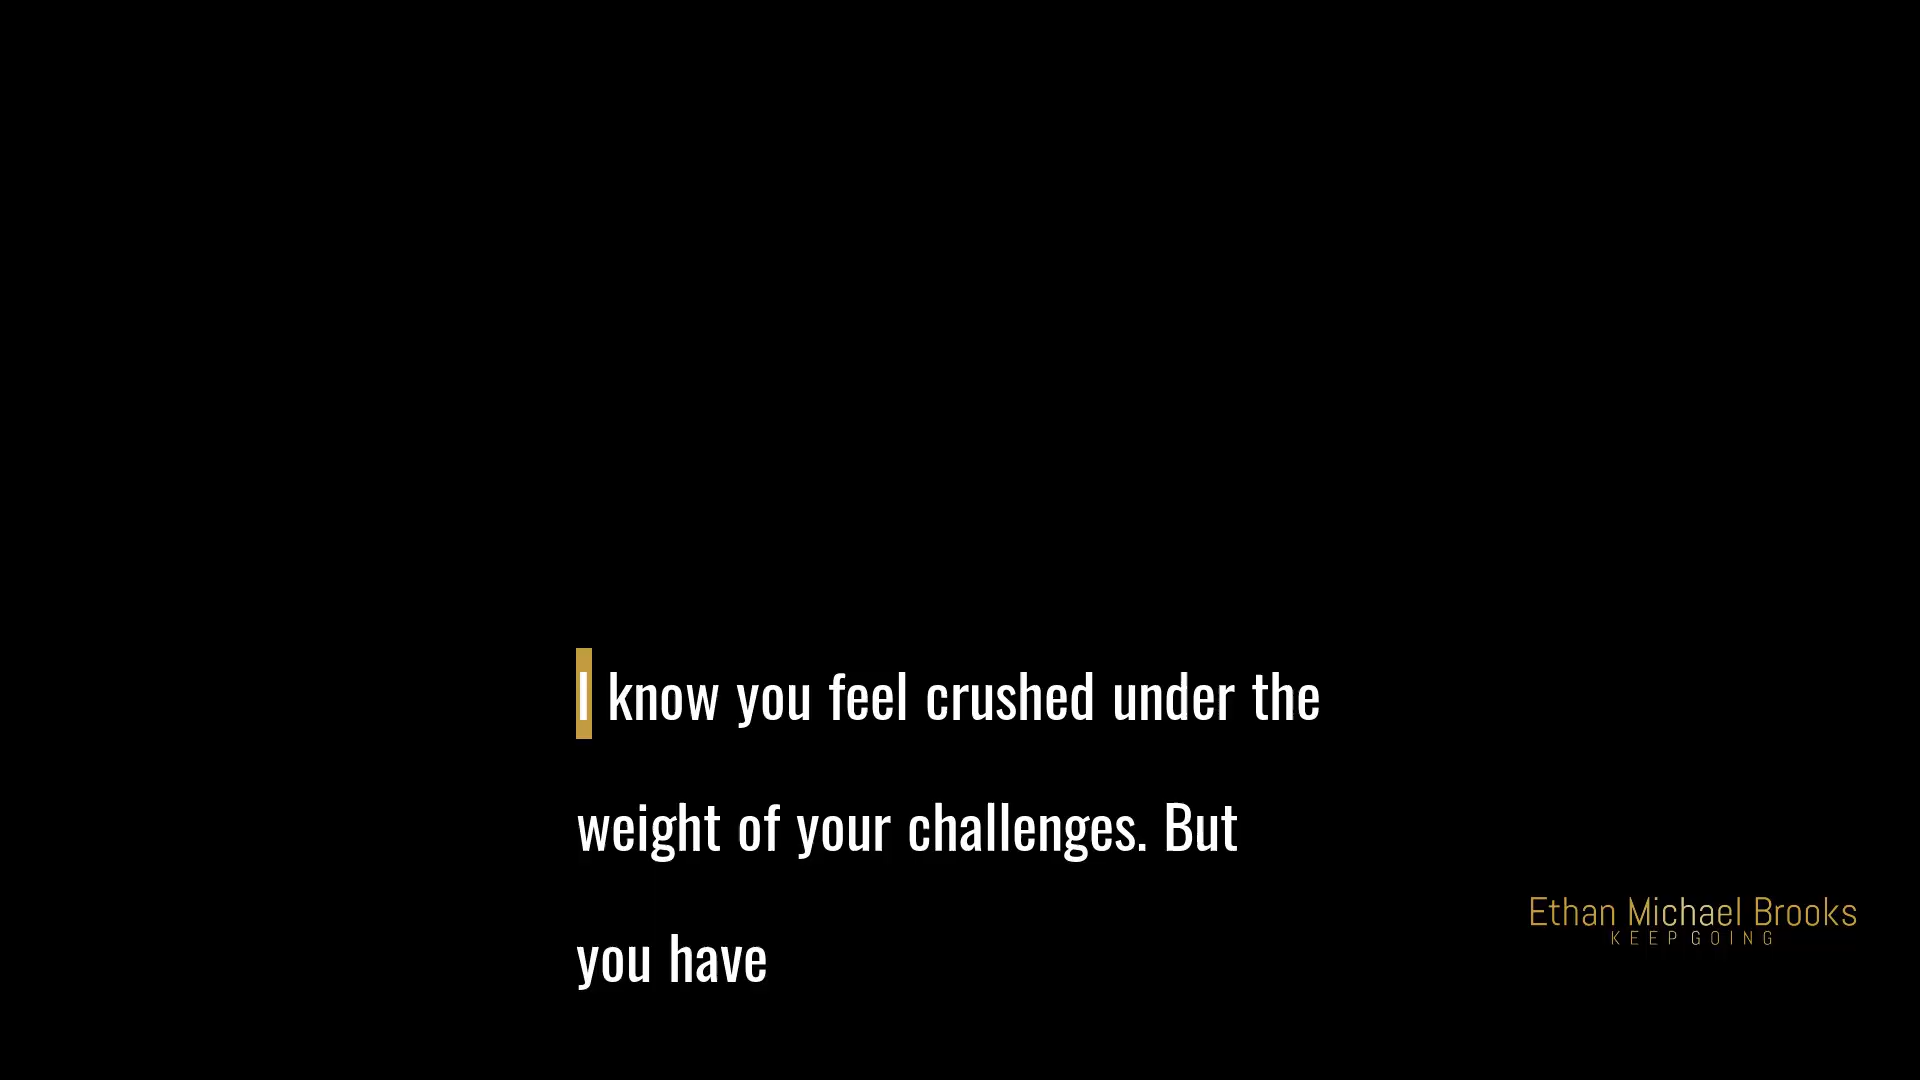 I know you feel crushed under the
weight of your challenges. But
you have
Ethan Michael Brooks
KEEP GOING